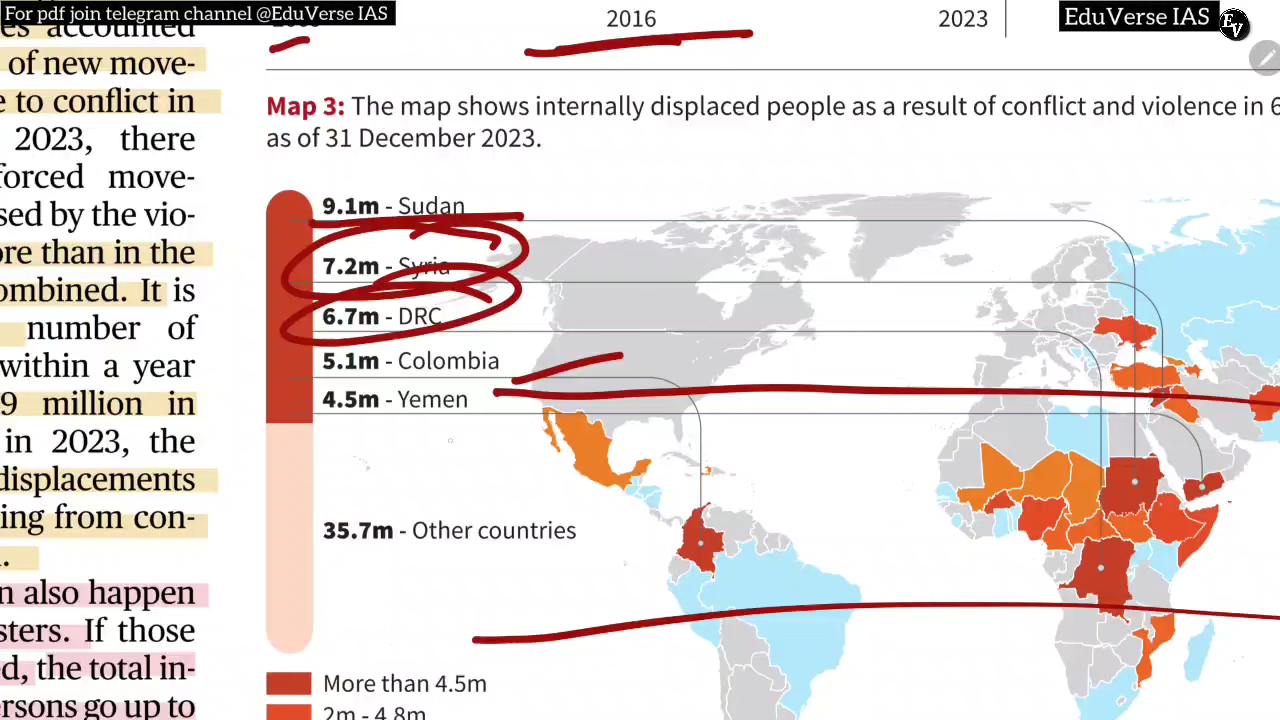 For pdf join telegram channel @EduVerse IAS
2016
2023
EduVerse IAS
EV
es accounted
of new move-
e to conflict in
2023, there
forced move-
sed by the vio-
ore than in the
ombined. It is
number of
within a year
9 million in
in 2023, the
displacements
ing from con-
.
n also happen
sters. If those
d, the total in-
ersons go up to
Map 3: The map shows internally displaced people as a result of conflict and violence in 6
as of 31 December 2023.
9.1m - Sudan
7.2m - Syria
6.7m - DRC
5.1m - Colombia
4.5m - Yemen
35.7m - Other countries
More than 4.5m
2m - 4.8m